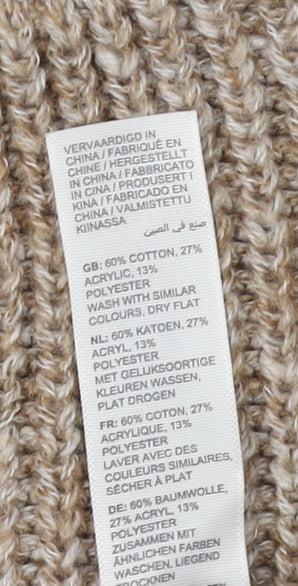 VERVAARDIGD IN
CHINA / FABRIQUÉ EN
CHINE / HERGESTELLT
IN CHINA / FABBRICATO
IN CINA / PRODUSERT I
KINA / FABRICADO EN
CHINA / VALMISTETTU
KIINASSA
صنع في الصين
GB: 60% COTTON, 27%
ACRYLIC, 13%
POLYESTER
WASH WITH SIMILAR
COLOURS, DRY FLAT
NL: 60% KATOEN, 27%
ACRYL, 13%
POLYESTER
MET GELIJKSOORTIGE
KLEUREN WASSEN,
PLAT DROGEN
FR: 60% COTON, 27%
ACRYLIQUE, 13%
POLYESTER
LAVER AVEC DES
COULEURS SIMILAIRES,
SÉCHER À PLAT
DE: 60% BAUMWOLLE,
27% ACRYL, 13%
POLYESTER
ZUSAMMEN MIT
ÄHNLICHEN FARBEN
WASCHEN, LIEGEND
TROCKNEN